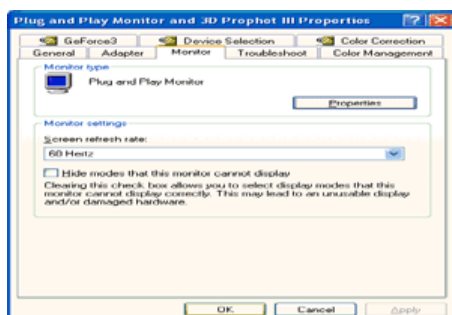 Plug and Play Monitor and 3D Prophet III Properties
GeForce3 Device Selection Color Correction
General Adapter Monitor Troubleshoot Color Management
Monitor type
Plug and Play Monitor
Properties
Monitor settings
Screen refresh rate:
60 Hertz
Hide modes that this monitor cannot display
Clearing this check box allows you to select display modes that this
monitor cannot display correctly. This may lead to an unusable display
and/or damaged hardware.
OK Cancel Apply